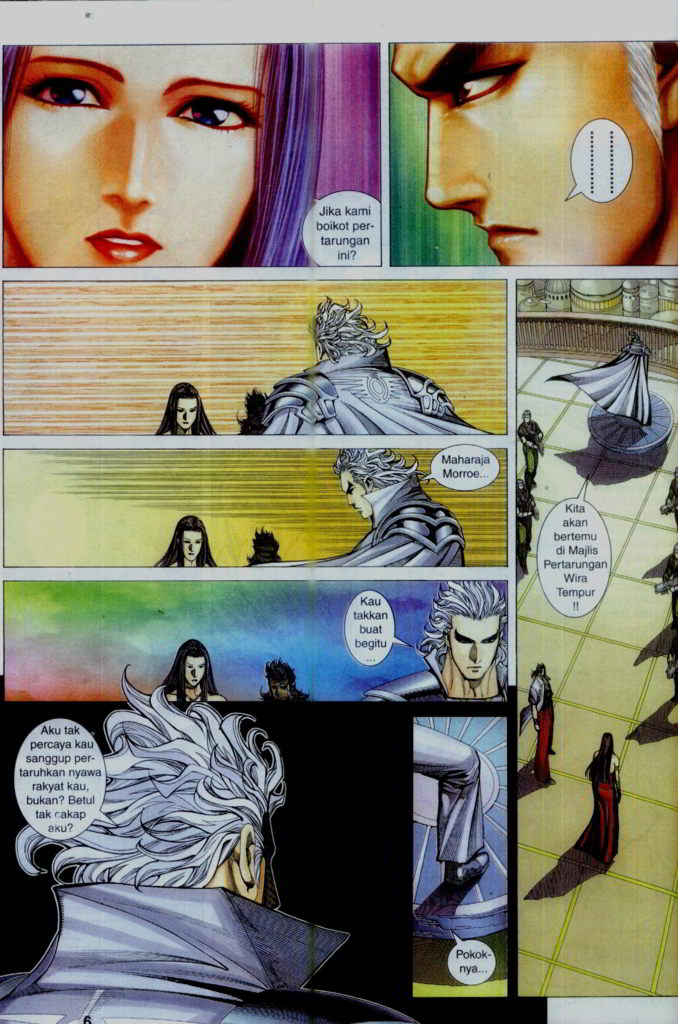 Jika kami
boikot per-
tarungan
ini?
Maharaja
Morroe...
Kau
takkan
buat
begitu
...
Aku tak
percaya kau
sanggup per-
taruhkan nyawa
rakyat kau,
bukan? Betul
tak cakap
aku?
Pokok-
nya...
Kita
akan
bertemu
di Majlis
Pertarungan
Wira
Tempur
!!
6